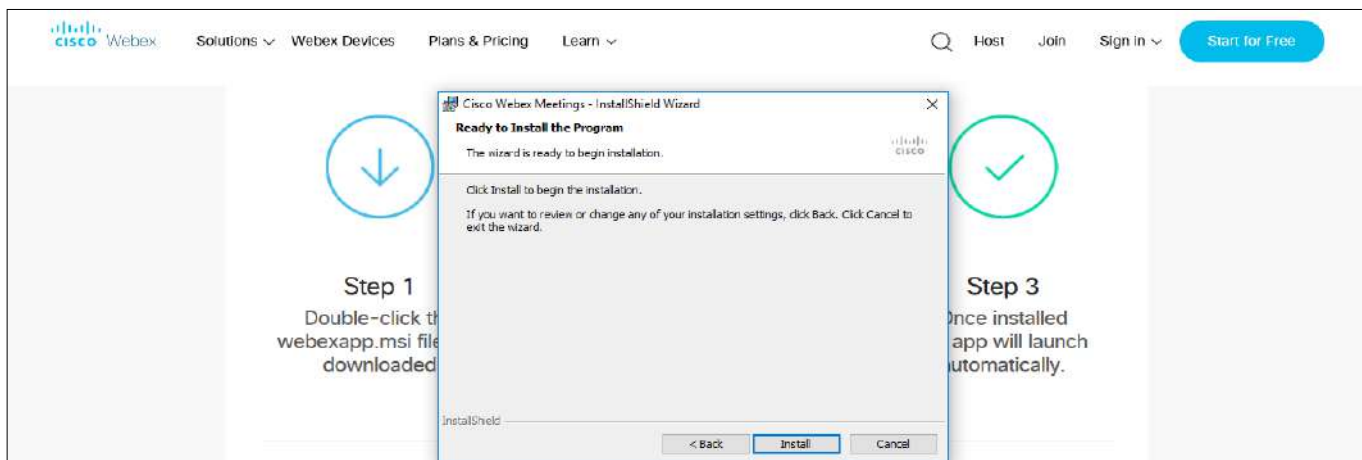 CISCO Webex Solutions Webex Devices Plans & Pricing Learn Host Join Sign in Start for Free
Cisco Webex Meetings - InstallShield Wizard
Ready to Install the Program
The wizard is ready to begin installation.
CISCO
Click Install to begin the installation.
If you want to review or change any of your installation settings, click Back. Click Cancel to
exit the wizard.
InstallShield
< Back Install Cancel
Step 1
Double-click
webexapp.msi
downloaded
Step 3
installed
app will launch